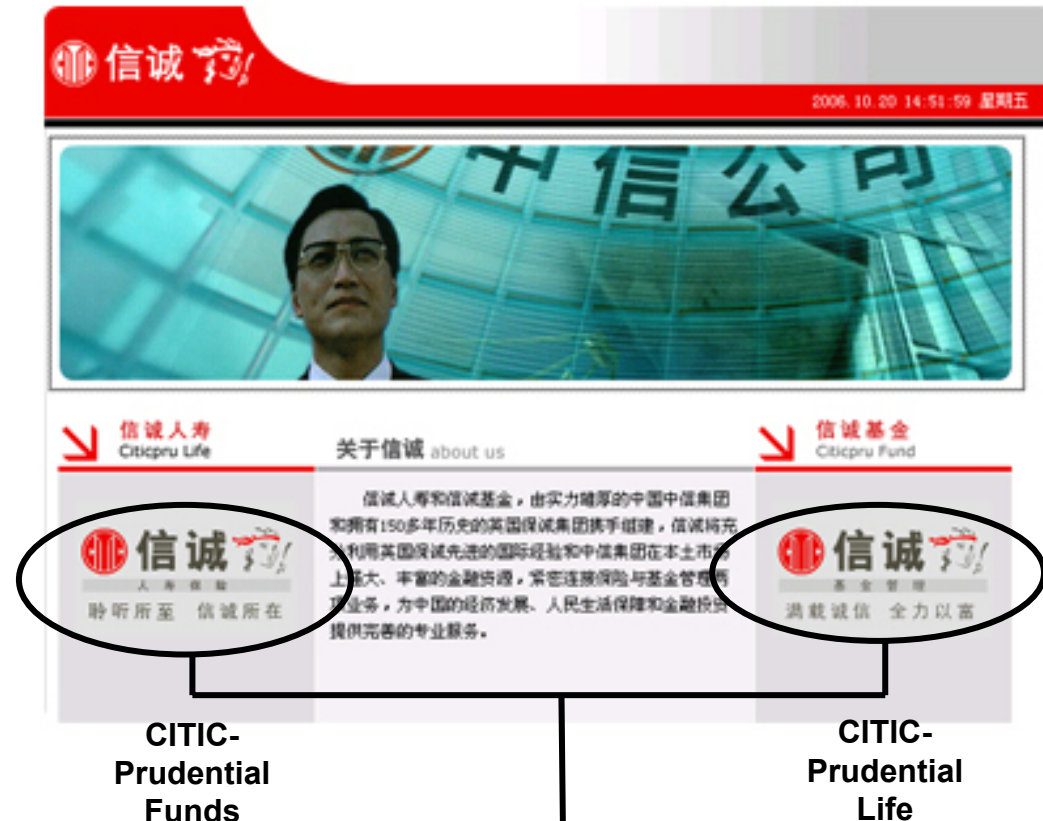 信诚
2006.10.20 14:51:59 星期五
中信公司
信诚人寿
Citicpru Life
信诚
人寿保险
聆听所至 信诚所在
关于信诚 about us
信诚人寿和信诚基金,由实力雄厚的中国中信集团
和拥有150多年历史的英国保诚集团携手组建,信诚将充
分利用英国保诚先进的国际经验和中信集团在本土市场
上强大、丰富的金融资源,紧密连接保险与基金管理两
项业务,为中国的经济发展、人民生活保障和金融投资
提供完善的专业服务。
信诚基金
Citicpru Fund
信诚
基金管理
满载诚信 全力以富
CITIC-
Prudential
Funds
CITIC-
Prudential
Life